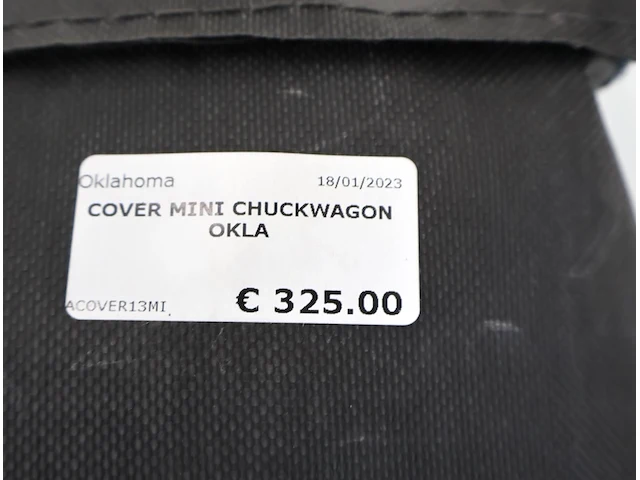 Oklahoma 18/01/2023
COVER MINI CHUCKWAGON
OKLA
ACOVER13MI € 325.00